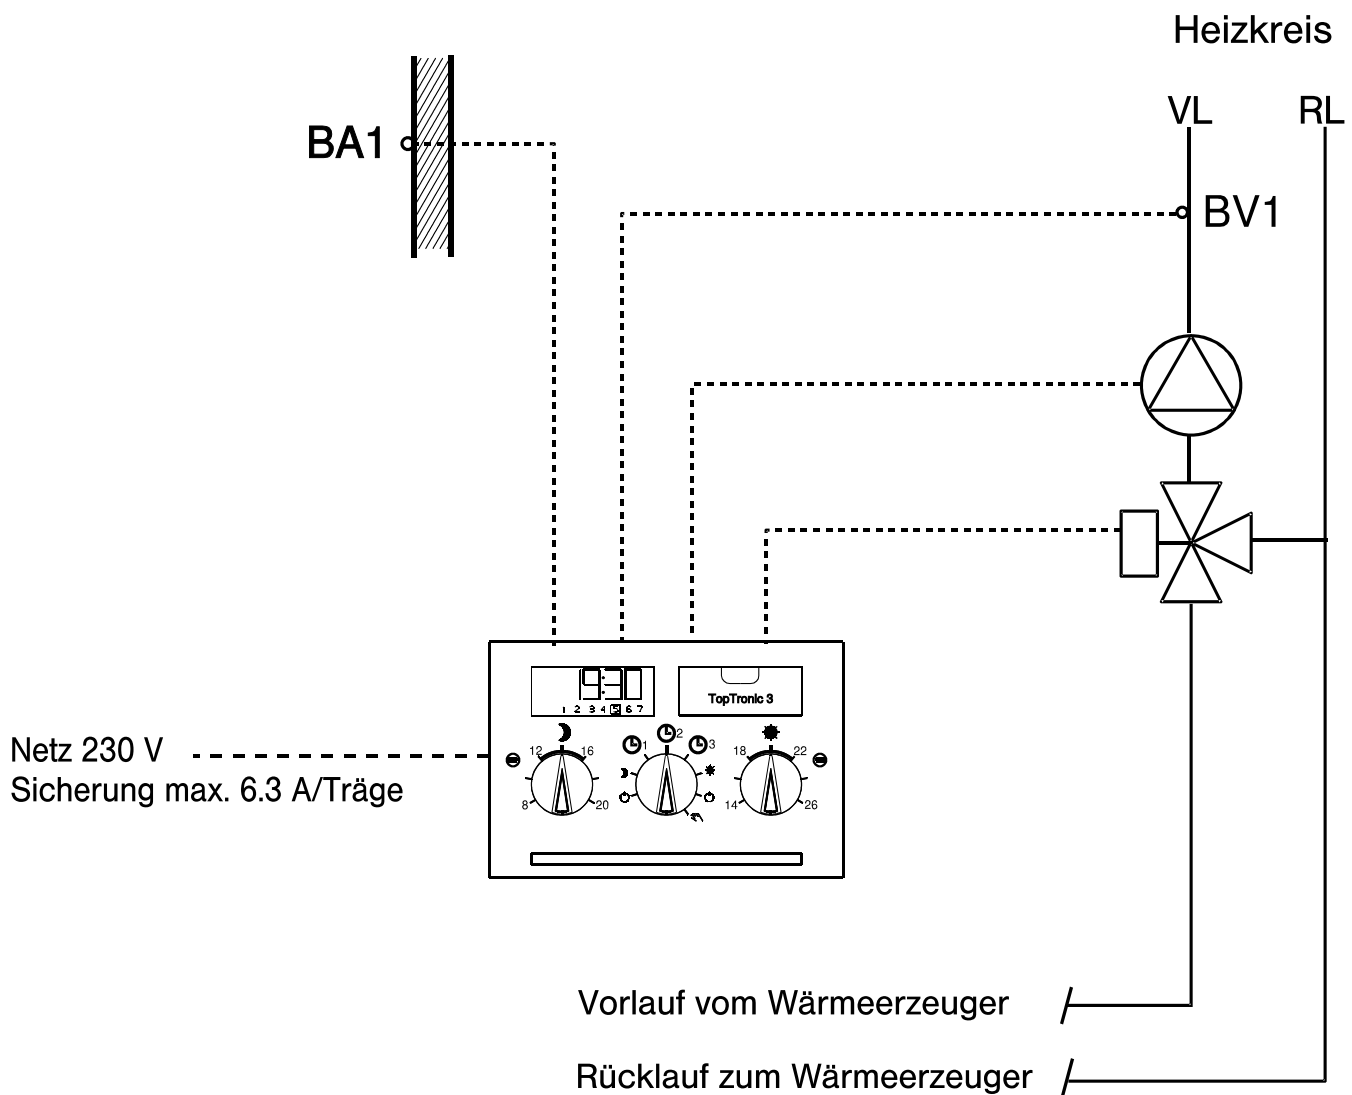 Heizkreis
VL RL
BA1
BV1
9:30
TopTronic 3
1 2 3 4 5 6 7
1 2 3
12 16
18 22
8 20
14 26
Netz 230 V
Sicherung max. 6.3 A/Träge
Vorlauf vom Wärmeerzeuger
Rücklauf zum Wärmeerzeuger